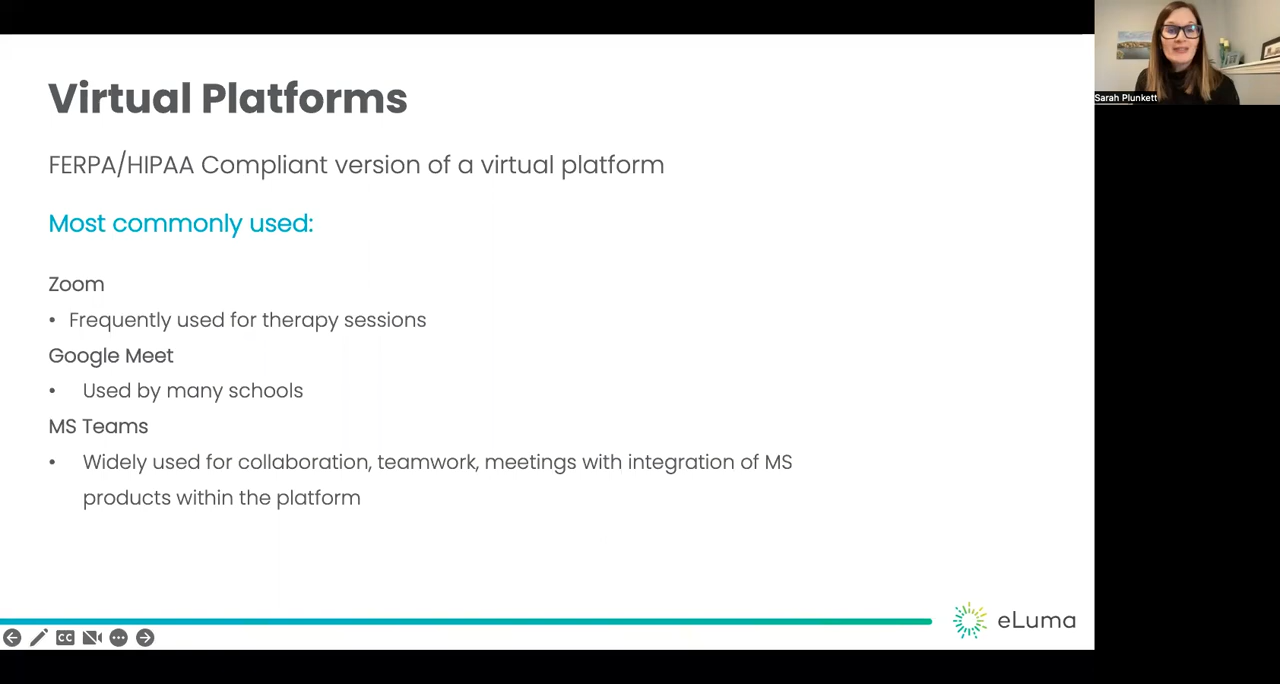 Virtual Platforms
FERPA/HIPAA Compliant version of a virtual platform
Most commonly used:
Zoom
• Frequently used for therapy sessions
Google Meet
• Used by many schools
MS Teams
• Widely used for collaboration, teamwork, meetings with integration of MS
products within the platform
eLuma
CC
Sarah Plunkett